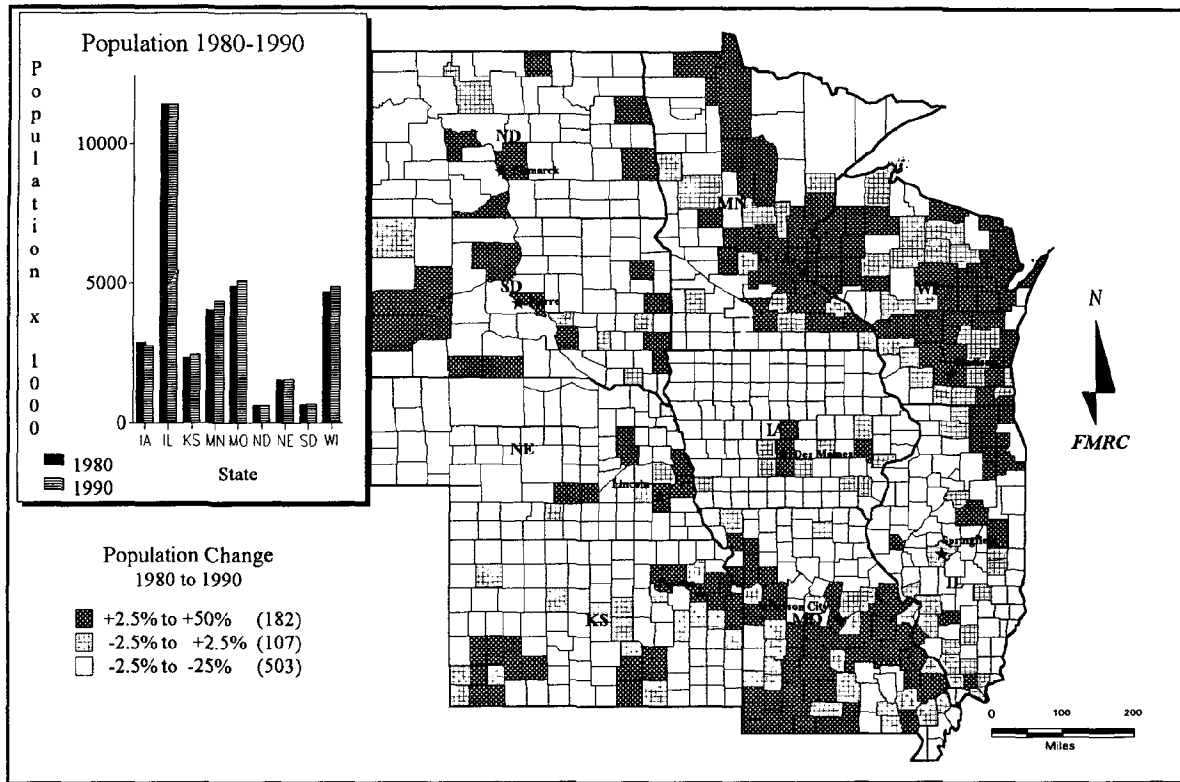 Population 1980-1990
Population x 1000
10000
5000
0
IA IL KS MN MO ND NE SD WI
State
1980
1990
Population Change
1980 to 1990
+2.5% to +50% (182)
-2.5% to +2.5% (107)
-2.5% to -25% (503)
ND
MN
SD
WI
IA
Des Moines
NE
Lincoln
Springfield
IL
KS
MO
N
FMRC
0 100 200
Miles